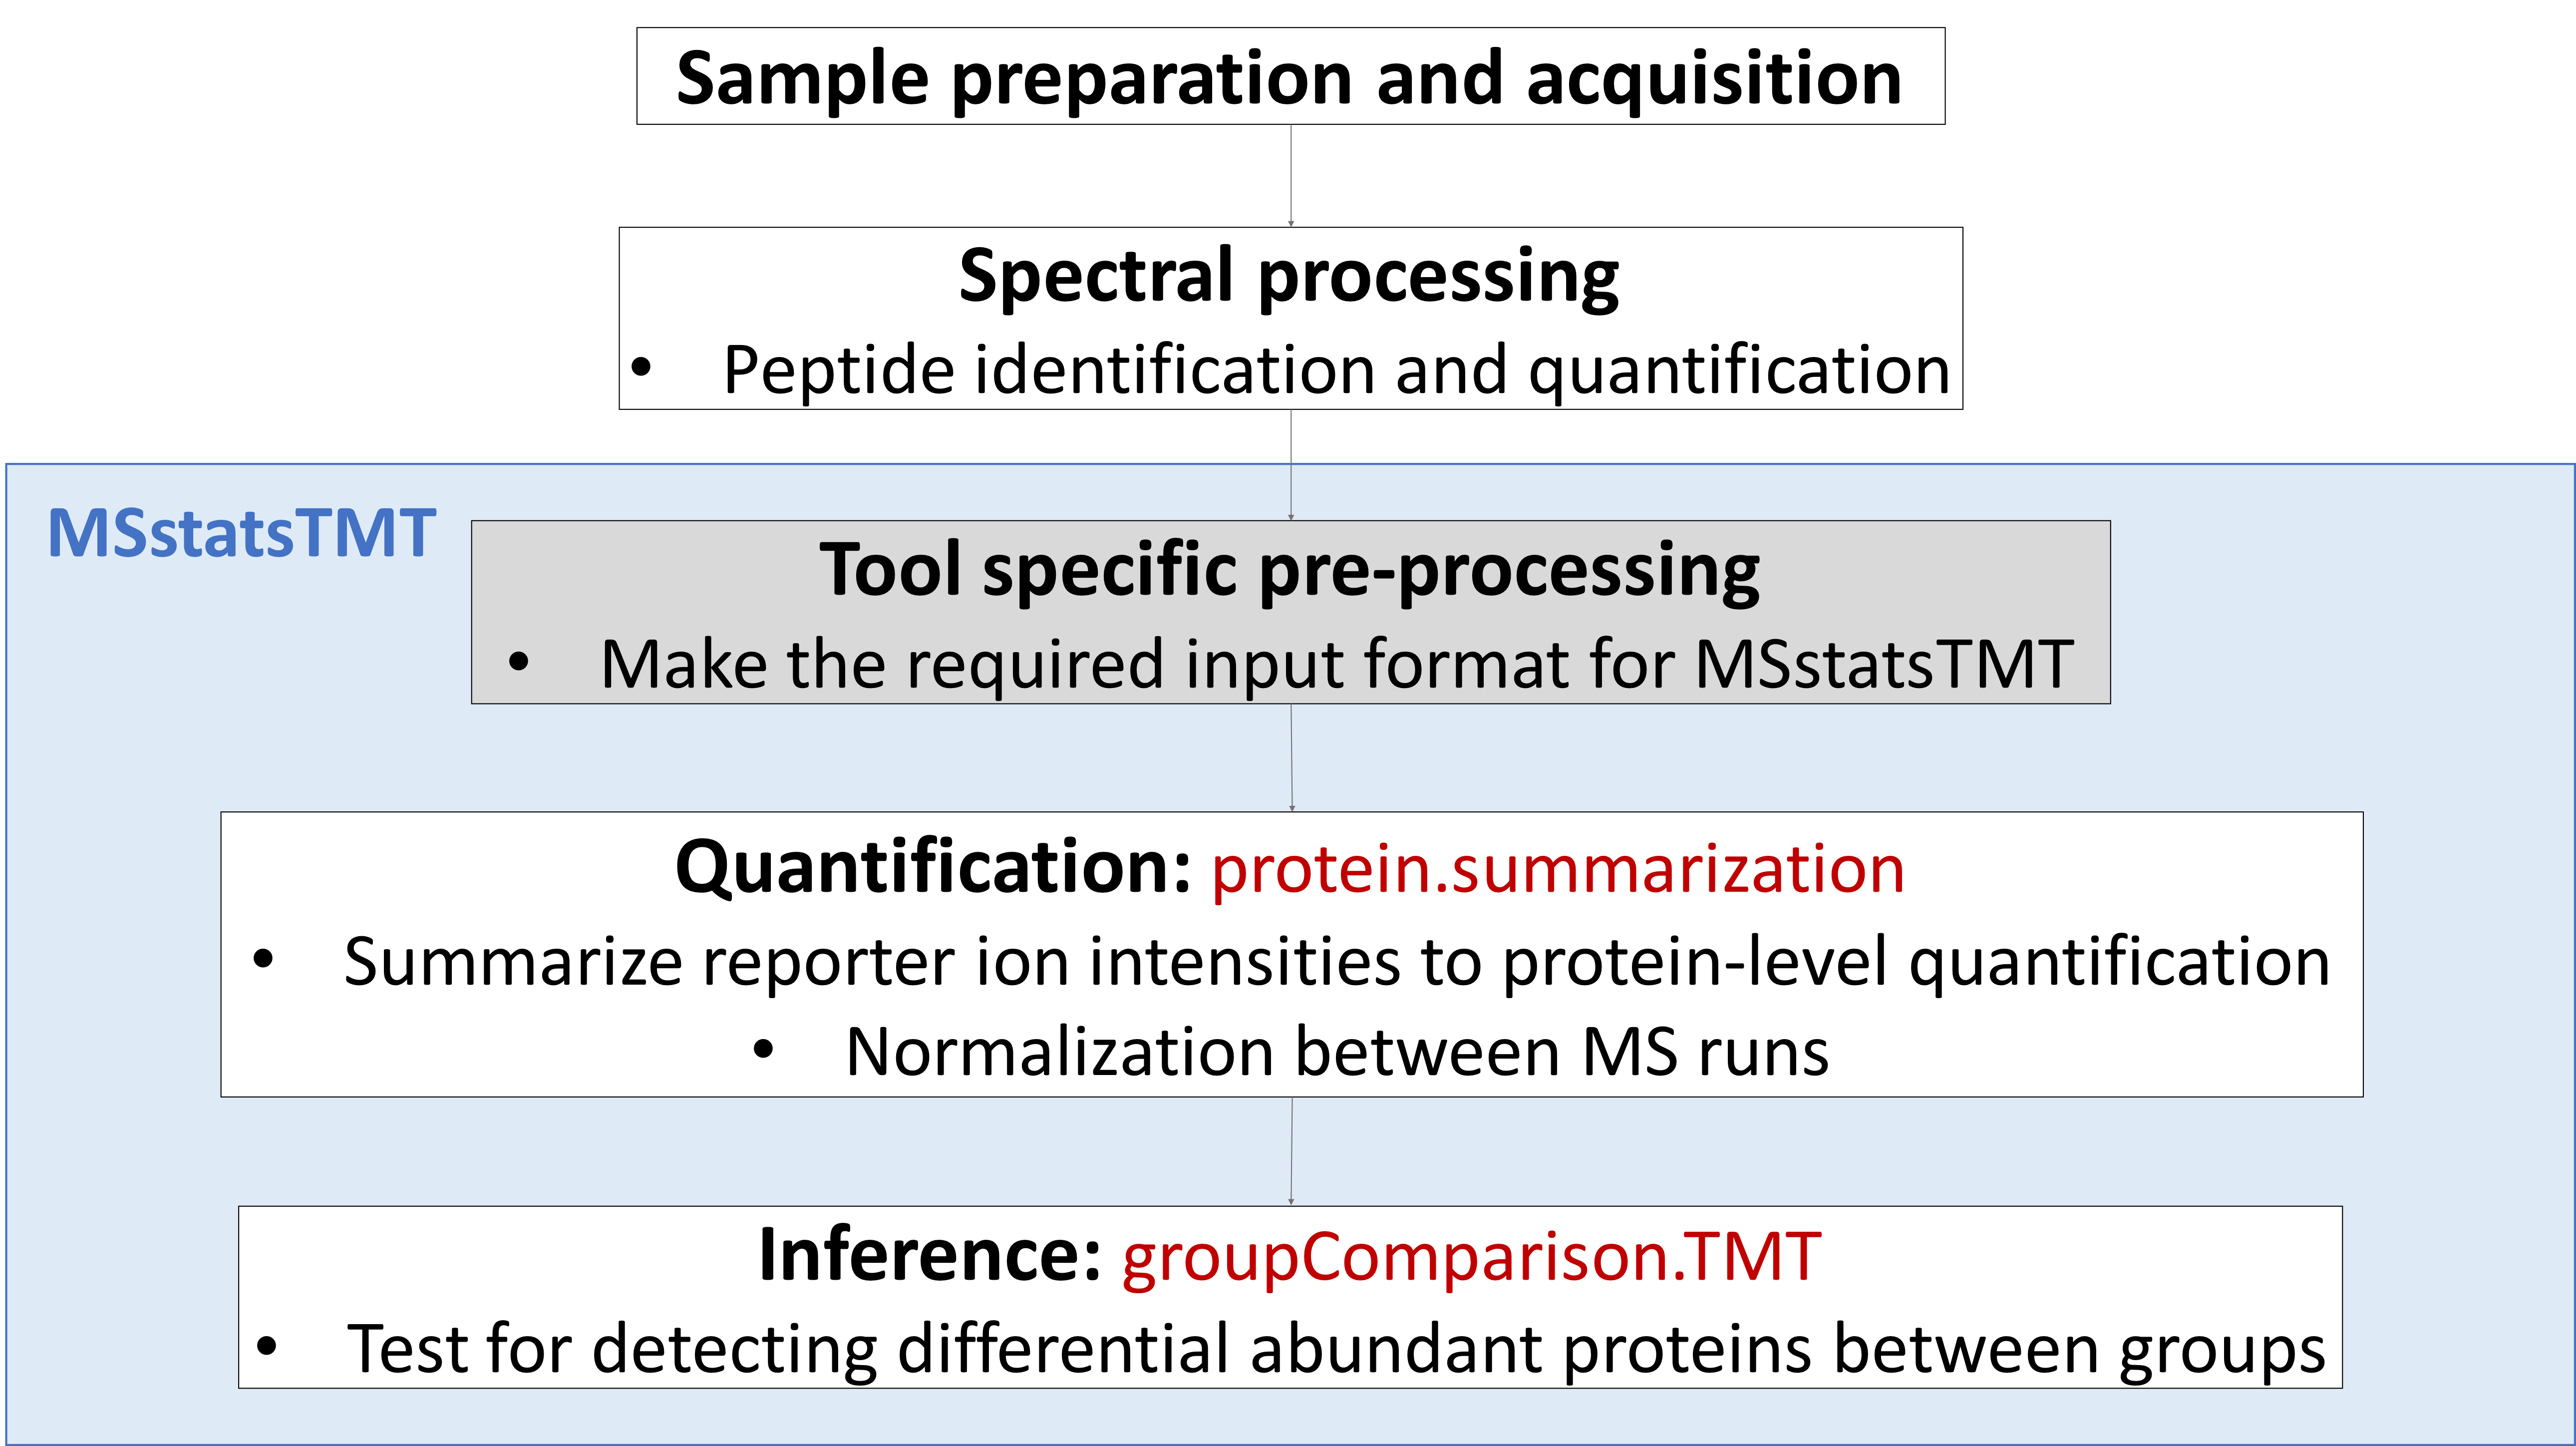 Sample preparation and acquisition
Spectral processing
• Peptide identification and quantification
MSstatsTMT
Tool specific pre-processing
• Make the required input format for MSstatsTMT
Quantification: protein.summarization
• Summarize reporter ion intensities to protein-level quantification
• Normalization between MS runs
Inference: groupComparison.TMT
• Test for detecting differential abundant proteins between groups